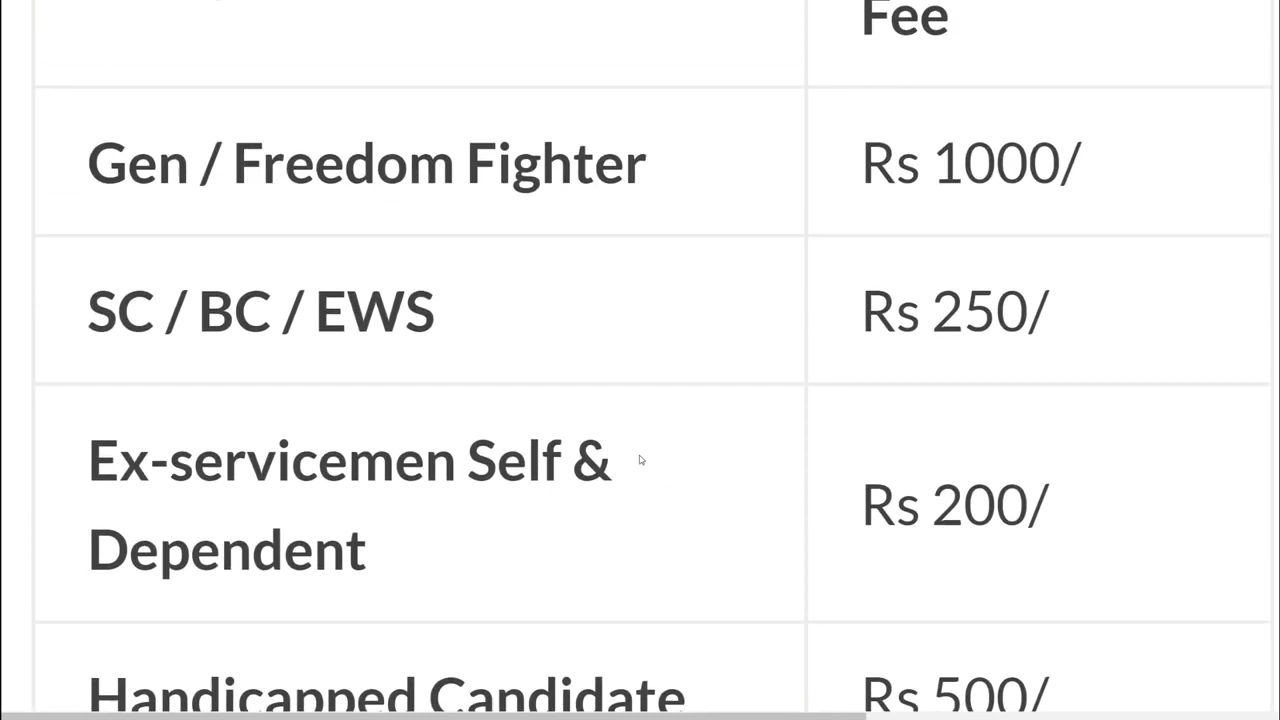 Fee
Gen / Freedom Fighter
Rs 1000/
SC / BC / EWS
Rs 250/
Ex-servicemen Self &
Dependent
Rs 200/
Handicapped Candidate
Rs 500/